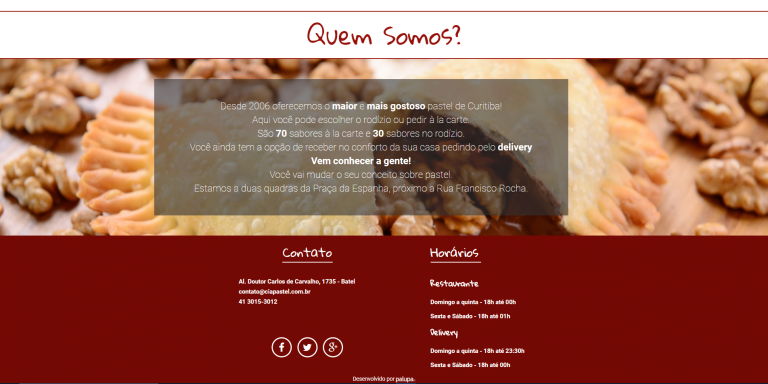 Quem Somos?
Desde 2006 oferecemos o maior e mais gostoso pastel de Curitiba!
Aqui você pode escolher o rodízio ou pedir à la carte.
São 70 sabores à la carte e 30 sabores no rodízio.
Você ainda tem a opção de receber no conforto da sua casa pedindo pelo delivery
Vem conhecer a gente!
Você vai mudar o seu conceito sobre pastel.
Estamos a duas quadras da Praça da Espanha, próximo a Rua Francisco Rocha.
Contato
Al. Doutor Carlos de Carvalho, 1735 - Batel
contato@ciapastel.com.br
41 3015-3012
Horários
Restaurante
Domingo a quinta - 18h até 00h
Sexta e Sábado - 18h até 01h
Delivery
Domingo a quinta - 18h até 23:30h
Sexta e Sábado - 18h até 00h
Desenvolvido por palupa.